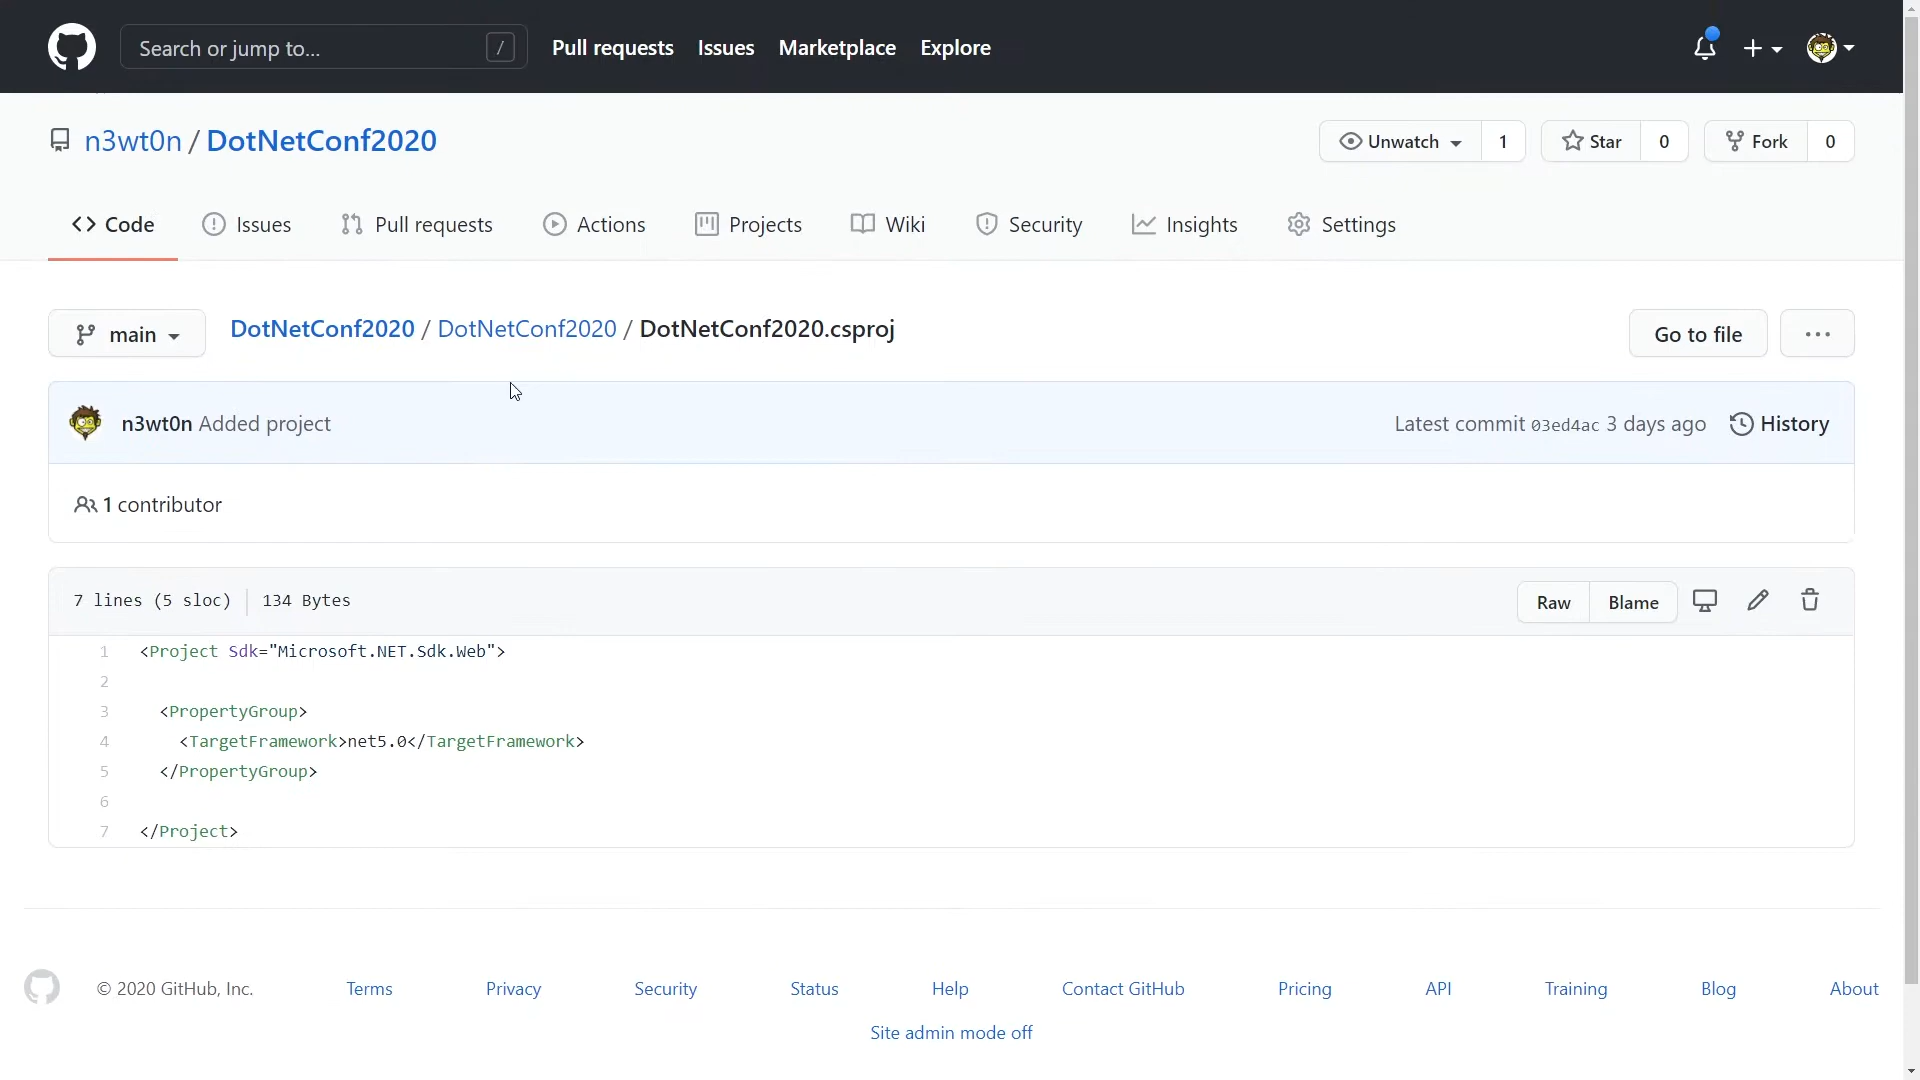 Search or jump to... /
Pull requests Issues Marketplace Explore
n3wt0n / DotNetConf2020
Unwatch 1 Star 0 Fork 0
Code Issues Pull requests Actions Projects Wiki Security Insights Settings
main DotNetConf2020 / DotNetConf2020 / DotNetConf2020.csproj Go to file ...
n3wt0n Added project Latest commit 03ed4ac 3 days ago History
1 contributor
7 lines (5 sloc) 134 Bytes Raw Blame
1 <Project Sdk="Microsoft.NET.Sdk.Web">
2
3 <PropertyGroup>
4 <TargetFramework>net5.0</TargetFramework>
5 </PropertyGroup>
6
7 </Project>
© 2020 GitHub, Inc. Terms Privacy Security Status Help Contact GitHub Pricing API Training Blog About
Site admin mode off